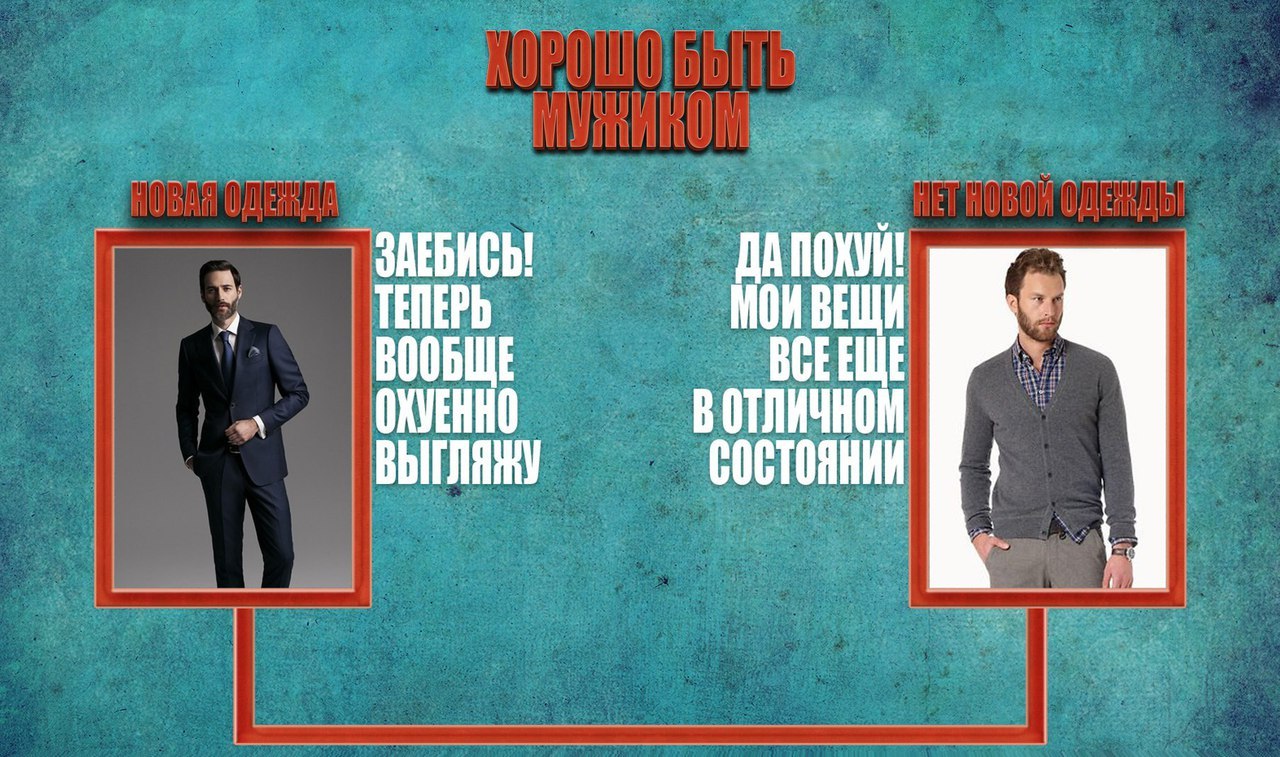 ХОРОШО БЫТЬ
МУЖИКОМ
НОВАЯ ОДЕЖДА
ЗАЕБИСЬ!
ТЕПЕРЬ
ВООБЩЕ
ОХУЕННО
ВЫГЛЯЖУ
НЕТ НОВОЙ ОДЕЖДЫ
ДА ПОХУЙ!
МОИ ВЕЩИ
ВСЕ ЕЩЕ
В ОТЛИЧНОМ
СОСТОЯНИИ